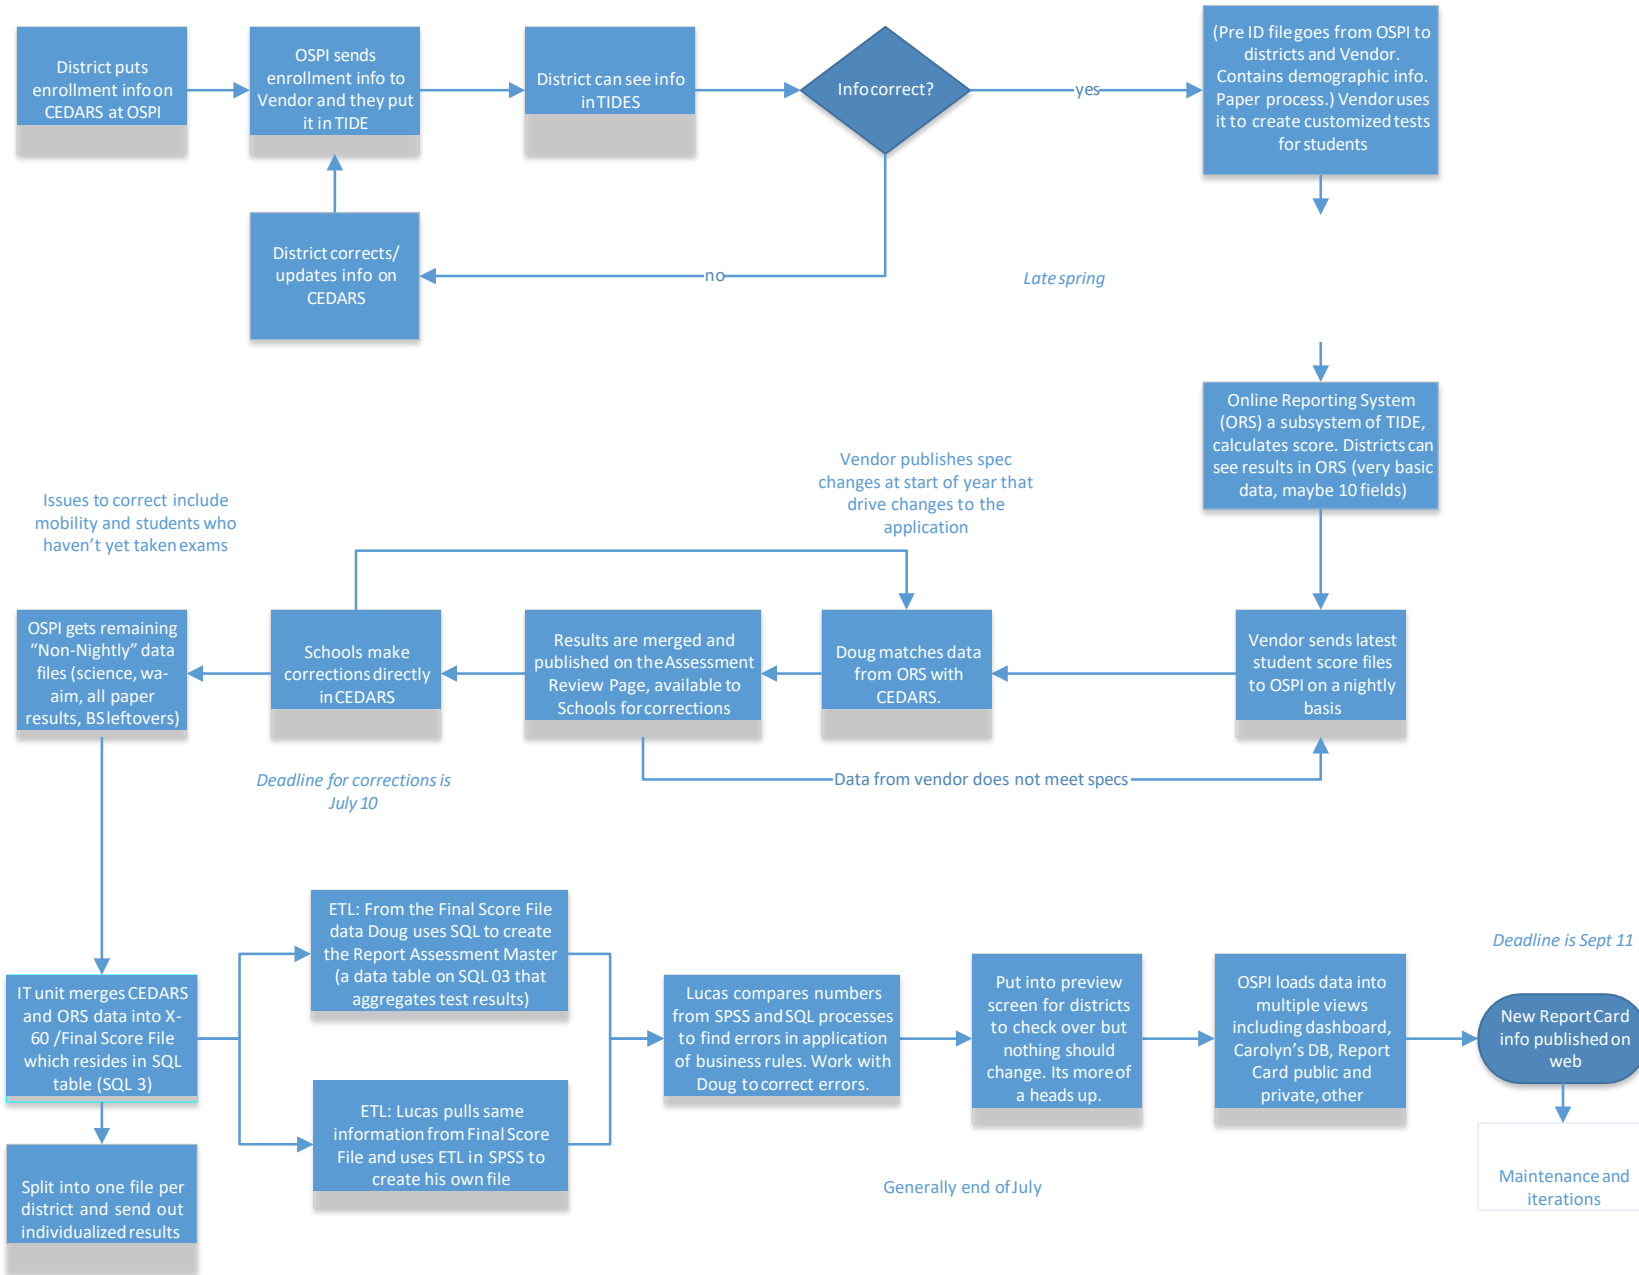 District puts
enrollment info on
CEDARS at OSPI
OSPI sends
enrollment info to
Vendor and they put
it in TIDE
District can see info
in TIDES
Info correct?
yes
(Pre ID file goes from OSPI to
districts and Vendor.
Contains demographic info.
Paper process.) Vendor uses
it to create customized tests
for students
District corrects/
updates info on
CEDARS
no
Late spring
Online Reporting System
(ORS) a subsystem of TIDE,
calculates score. Districts can
see results in ORS (very basic
data, maybe 10 fields)
Vendor publishes spec
changes at start of year that
drive changes to the
application
Issues to correct include
mobility and students who
haven't yet taken exams
OSPI gets remaining
“Non-Nightly” data
files (science, wa-
aim, all paper
results, BS leftovers)
Schools make
corrections directly
in CEDARS
Results are merged and
published on the Assessment
Review Page, available to
Schools for corrections
Doug matches data
from ORS with
CEDARS.
Vendor sends latest
student score files
to OSPI on a nightly
basis
Deadline for corrections is
July 10
Data from vendor does not meet specs
ETL: From the Final Score File
data Doug uses SQL to create
the Report Assessment Master
(a data table on SQL 03 that
aggregates test results)
Deadline is Sept 11
IT unit merges CEDARS
and ORS data into X-
60 /Final Score File
which resides in SQL
table (SQL 3)
Lucas compares numbers
from SPSS and SQL processes
to find errors in application
of business rules. Work with
Doug to correct errors.
Put into preview
screen for districts
to check over but
nothing should
change. Its more of
a heads up.
OSPI loads data into
multiple views
including dashboard,
Carolyn's DB, Report
Card public and
private, other
New Report Card
info published on
web
ETL: Lucas pulls same
information from Final Score
File and uses ETL in SPSS to
create his own file
Split into one file per
district and send out
individualized results
Generally end of July
Maintenance and
iterations